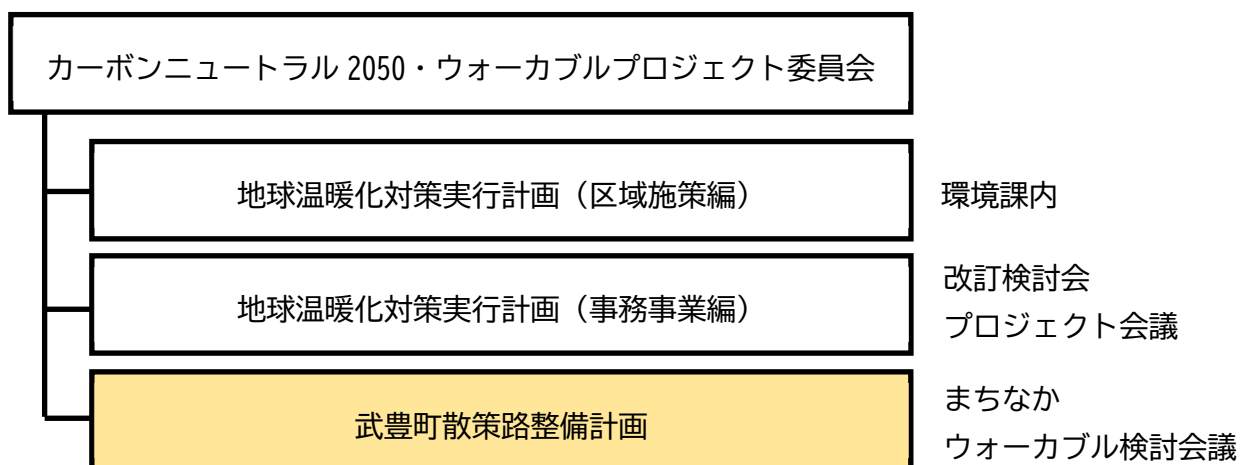 カーボンニュートラル 2050・ウォーカブルプロジェクト委員会
地球温暖化対策実行計画（区域施策編）
環境課内
地球温暖化対策実行計画（事務事業編）
改訂検討会
プロジェクト会議
武豊町散策路整備計画
まちなか
ウォーカブル検討会議